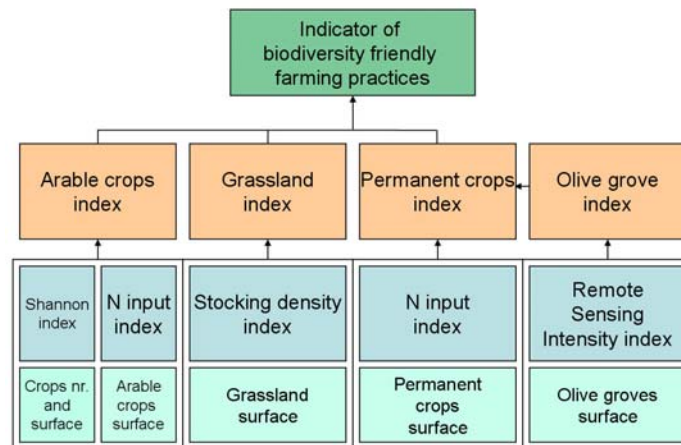 Indicator of
biodiversity friendly
farming practices
Arable crops
index
Grassland
index
Permanent crops
index
Olive grove
index
Shannon
index
N input
index
Stocking density
index
N input
index
Remote
Sensing
Intensity index
Crops nr.
and
surface
Arable
crops
surface
Grassland
surface
Permanent
crops
surface
Olive groves
surface